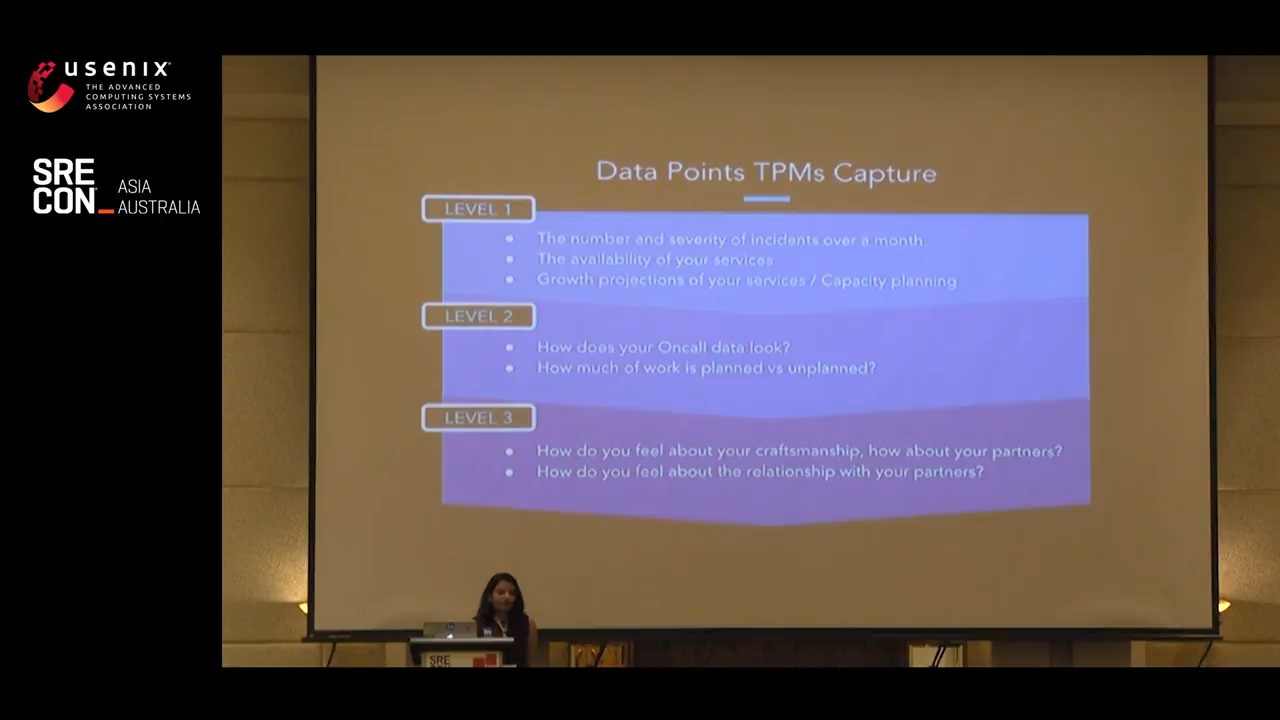 usenix
THE ADVANCED
COMPUTING SYSTEMS
ASSOCIATION
SRE
CON
ASIA
AUSTRALIA
Data Points TPMs Capture
LEVEL 1
● The number and severity of incidents over a month.
● The availability of your services
● Growth projections of your services / Capacity planning
LEVEL 2
● How does your Oncall data look?
● How much of work is planned vs unplanned?
LEVEL 3
● How do you feel about your craftsmanship, how about your partners?
● How do you feel about the relationship with your partners?
SRE
CON